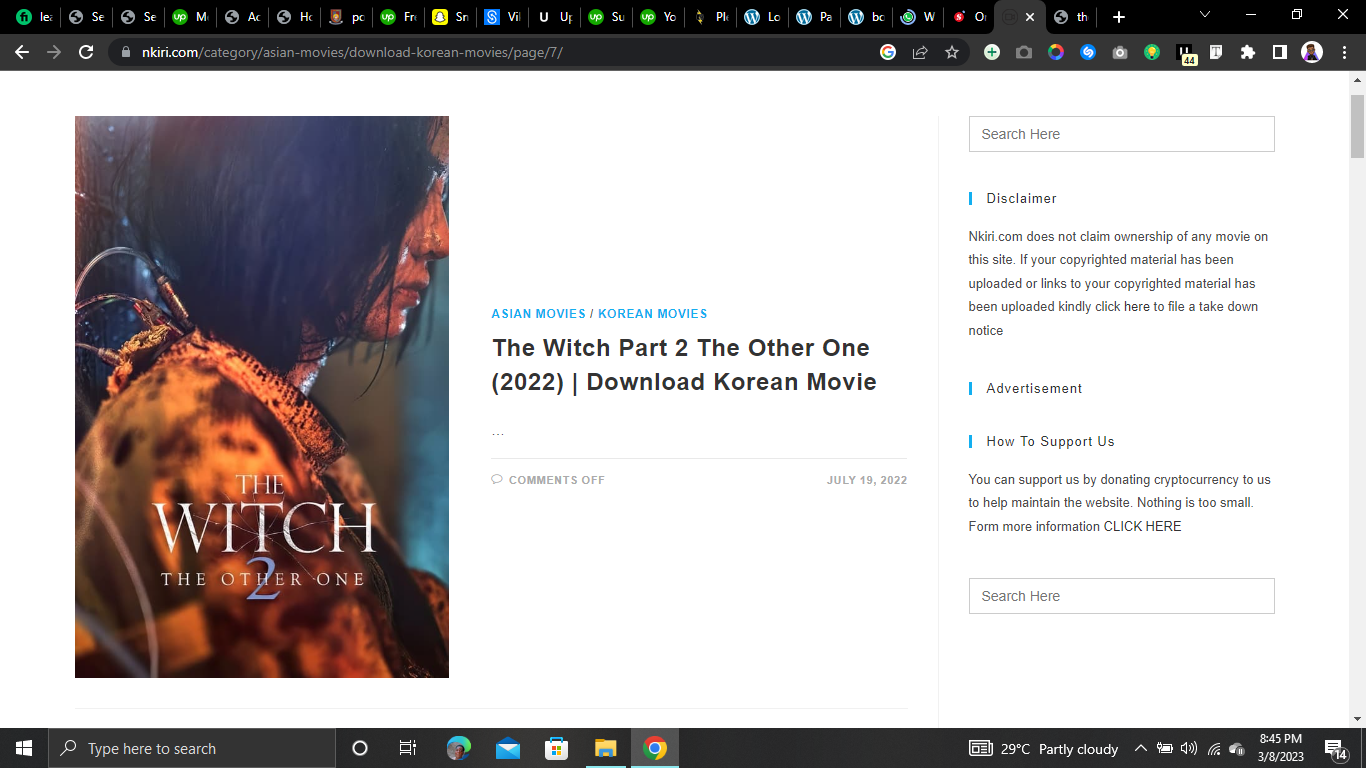 lea
Se
Se
Se
Ac
Ho
po
Fre
Sn
Vi
Up
Su
Yo
Ple
Lo
Pa
bo
W
On
th
nkiri.com/category/asian-movies/download-korean-movies/page/7/
44
THE
WITCH
2
THE OTHER ONE
ASIAN MOVIES / KOREAN MOVIES
The Witch Part 2 The Other One
(2022) | Download Korean Movie
...
COMMENTS OFF
JULY 19, 2022
Search Here
Disclaimer
Nkiri.com does not claim ownership of any movie on
this site. If your copyrighted material has been
uploaded or links to your copyrighted material has
been uploaded kindly click here to file a take down
notice
Advertisement
How To Support Us
You can support us by donating cryptocurrency to us
to help maintain the website. Nothing is too small.
Form more information CLICK HERE
Search Here
Type here to search
29°C Partly cloudy
8:45 PM
3/8/2023
14